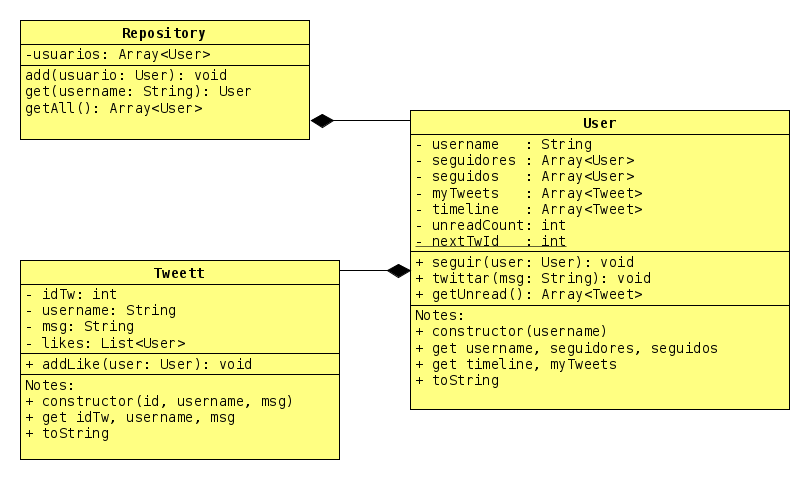 Repository
-usuarios: Array<User>
add(usuario: User): void
get(username: String): User
getAll(): Array<User>
User
- username   : String
- seguidores : Array<User>
- seguidos   : Array<User>
- myTweets   : Array<Tweet>
- timeline   : Array<Tweet>
- unreadCount: int
- nextTwId   : int
+ seguir(user: User): void
+ twittar(msg: String): void
+ getUnread(): Array<Tweet>
Notes:
+ constructor(username)
+ get username, seguidores, seguidos
+ get timeline, myTweets
+ toString
Tweett
- idTw: int
- username: String
- msg: String
- likes: List<User>
+ addLike(user: User): void
Notes:
+ constructor(id, username, msg)
+ get idTw, username, msg
+ toString